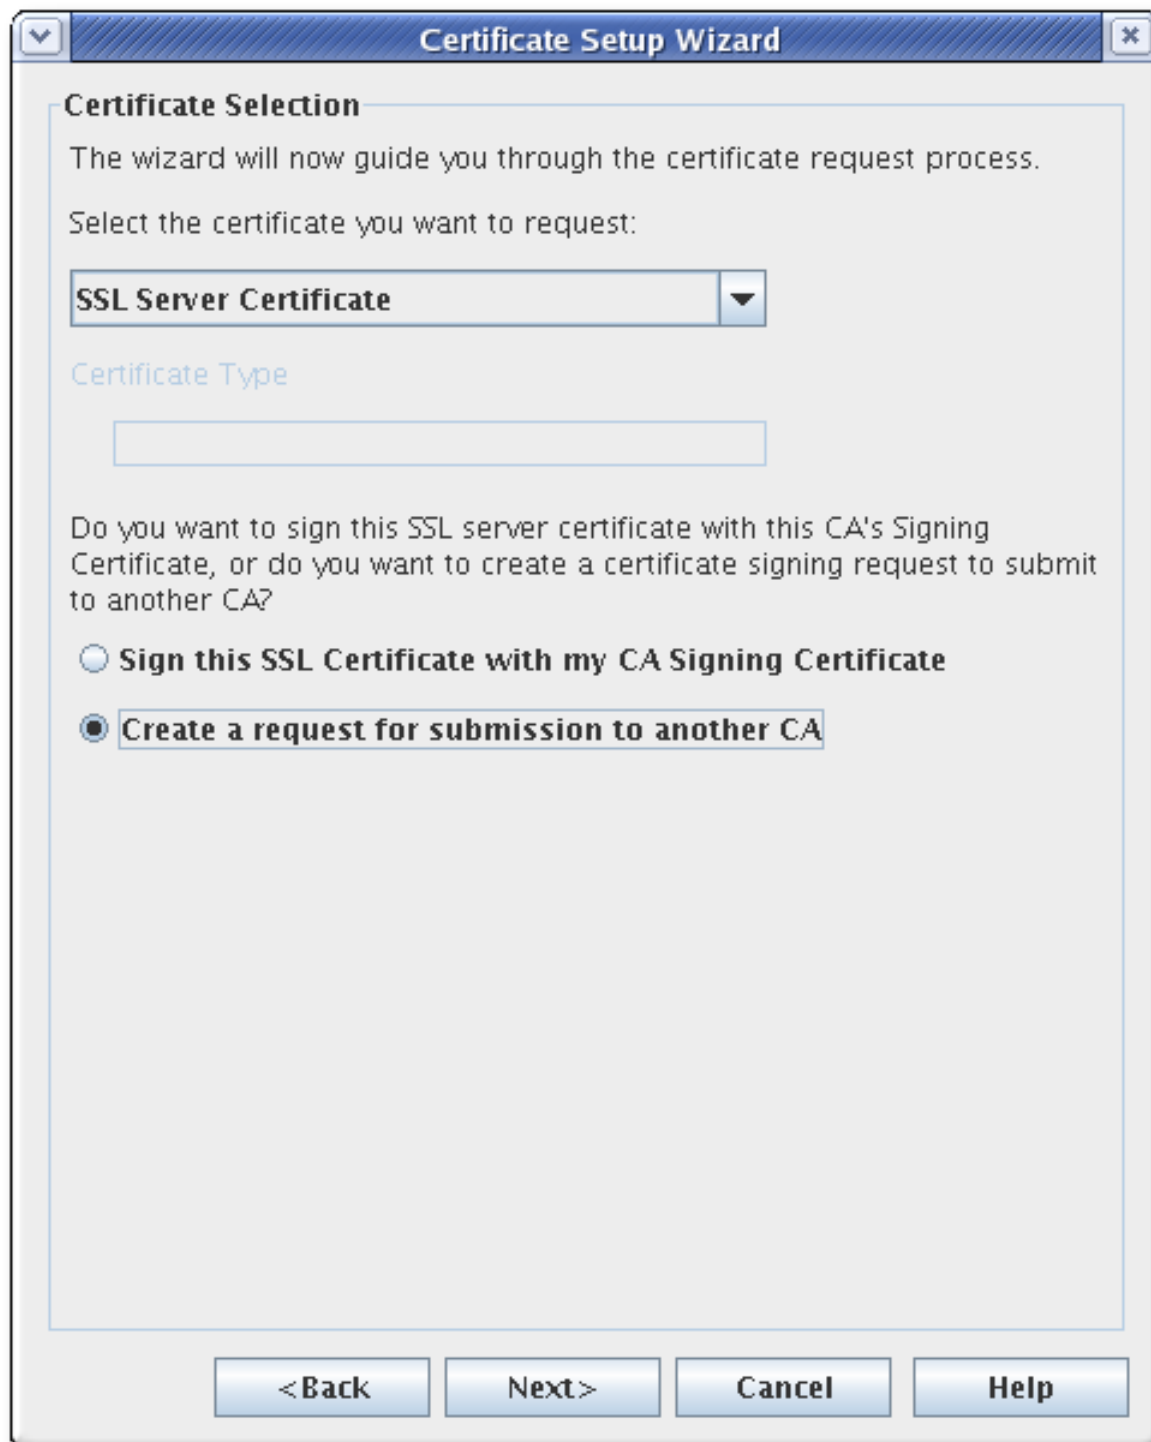 Certificate Setup Wizard
Certificate Selection
The wizard will now guide you through the certificate request process.
Select the certificate you want to request:
SSL Server Certificate
Certificate Type
Do you want to sign this SSL server certificate with this CA's Signing
Certificate, or do you want to create a certificate signing request to submit
to another CA?
Sign this SSL Certificate with my CA Signing Certificate
Create a request for submission to another CA
<Back Next> Cancel Help